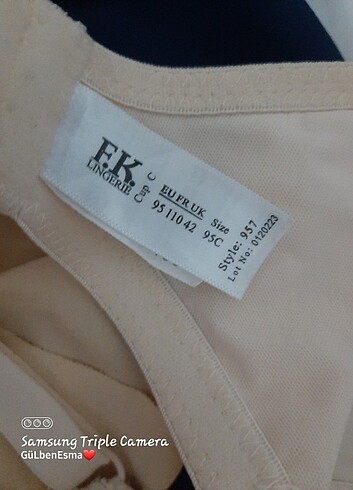 F.K.
LINGERIE
Cup C
EU FR UK Size
95 110 42 95C
Style: 957
Lot No: 0120223
Samsung Triple Camera
GüLbenEsma❤